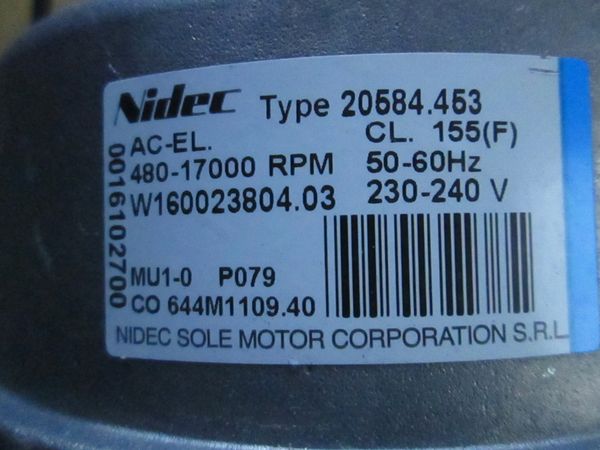 Nidec Type 20584.453
AC-EL. CL. 155(F)
480-17000 RPM 50-60Hz
W160023804.03 230-240 V
0016102700
MU1-0 P079
CO 644M1109.40
NIDEC SOLE MOTOR CORPORATION S.R.L